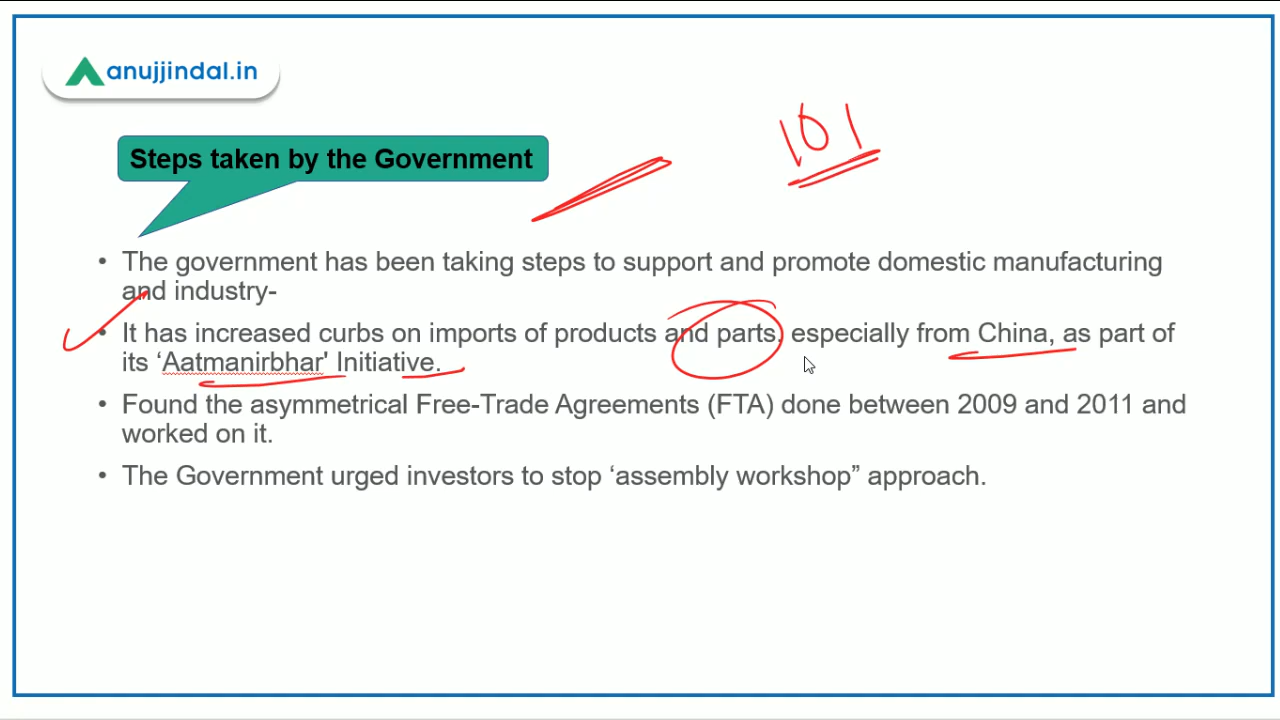 anujjindal.in
101
Steps taken by the Government
• The government has been taking steps to support and promote domestic manufacturing
and industry-
• It has increased curbs on imports of products and parts, especially from China, as part of
its ‘Aatmanirbhar' Initiative.
• Found the asymmetrical Free-Trade Agreements (FTA) done between 2009 and 2011 and
worked on it.
• The Government urged investors to stop ‘assembly workshop” approach.